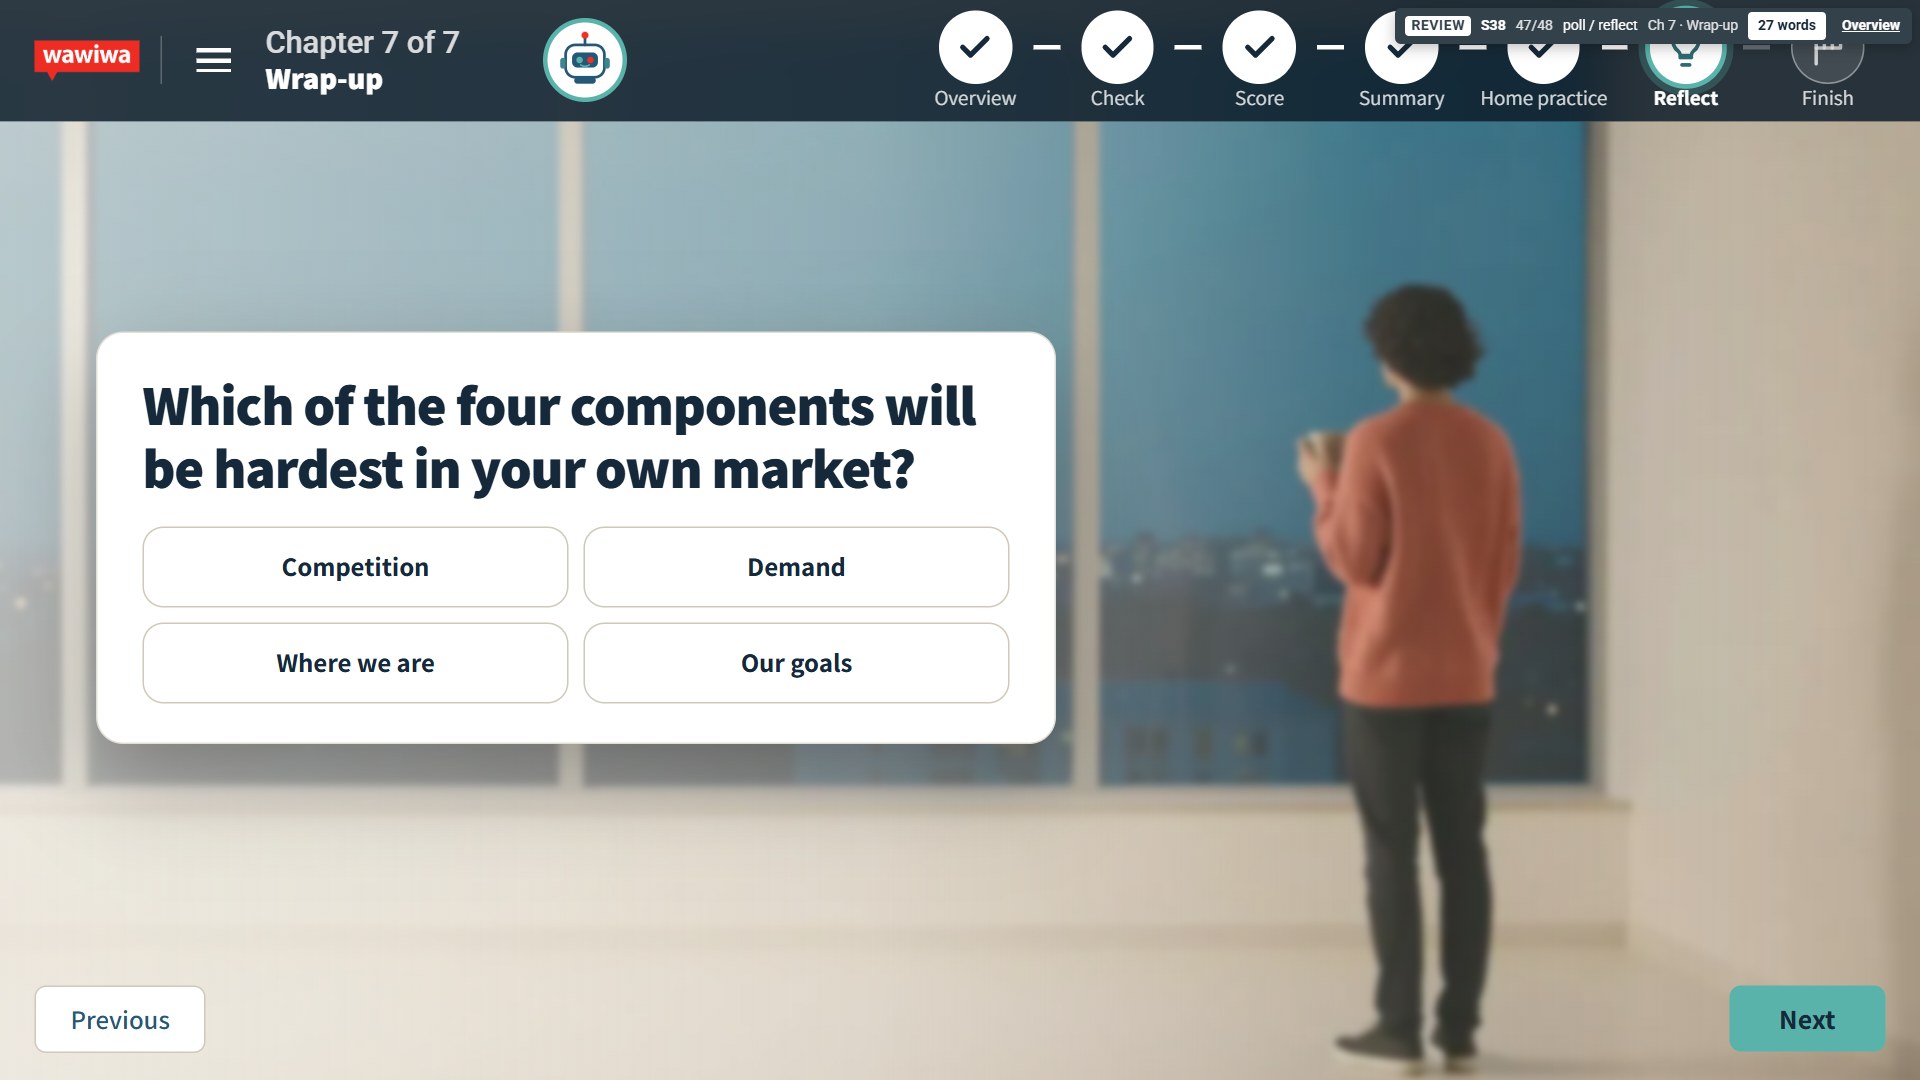 wawiwa
Chapter 7 of 7
Wrap-up
REVIEW S38 47/48 poll / reflect Ch 7 · Wrap-up 27 words Overview
Overview
Check
Score
Summary
Home practice
Reflect
Finish
Which of the four components will
be hardest in your own market?
Competition
Demand
Where we are
Our goals
Previous
Next